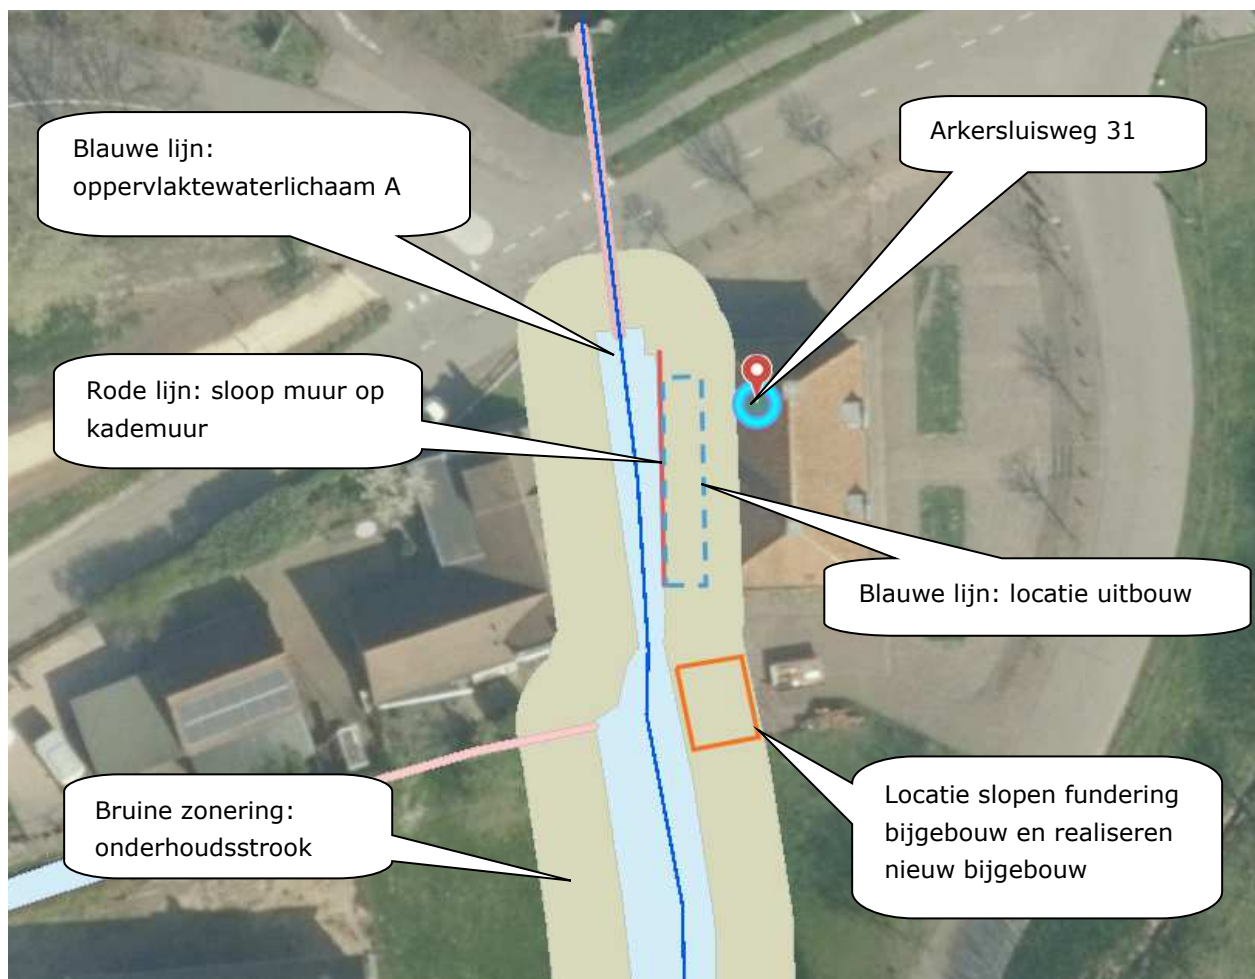 Blauwe lijn:
oppervlaktewaterlichaam A
Arkersluisweg 31
Rode lijn: sloop muur op
kademuur
Blauwe lijn: locatie uitbouw
Bruine zonering:
onderhoudsstrook
Locatie slopen fundering
bijgebouw en realiseren
nieuw bijgebouw